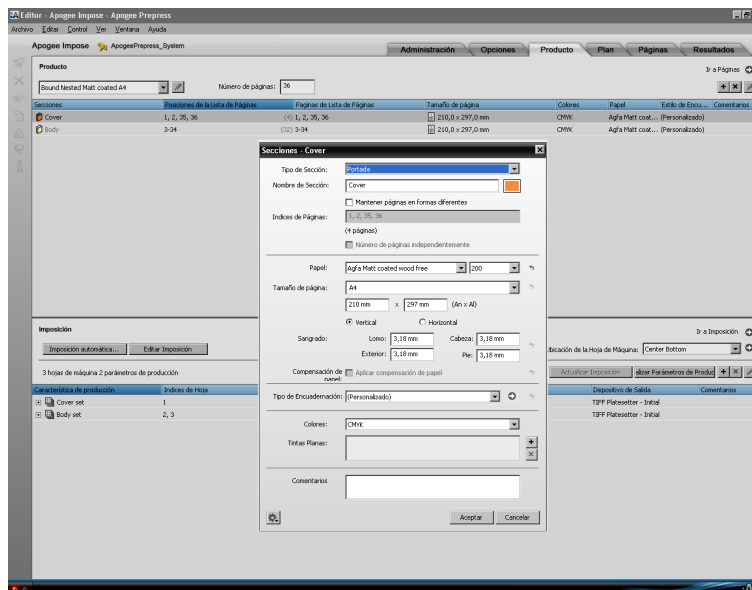 Editor - Apogee Impose - Apogee Prepress
Archivo Editar Control Ver Ventana Ayuda
Apogee Impose ApogeePrepress_System
Administración Opciones Producto Plan Páginas Resultados
Producto
Ir a Páginas
Bound Nested Matt coated A4 Número de páginas: 36
Secciones Posiciones de la Lista de Páginas Paginas de Lista de Páginas Tamaño de página Colores Papel Estilo de Encu... Comentarios
Cover 1, 2, 35, 36 (4) 1, 2, 35, 36 210,0 x 297,0 mm CMYK Agfa Matt coat... (Personalizado)
Body 3-34 (32) 3-34 210,0 x 297,0 mm CMYK Agfa Matt coat... (Personalizado)
Secciones - Cover
Tipo de Sección: Portada
Nombre de Sección: Cover
Mantener páginas en formas diferentes
Indices de Páginas: 1, 2, 35, 36
(4 páginas)
Número de páginas independientemente
Papel: Agfa Matt coated wood free 200
Tamaño de página: A4
210 mm x 297 mm (An x Al)
Vertical Horizontal
Sangrado: Lomo: 3,18 mm Cabeza: 3,18 mm
Exterior: 3,18 mm Pie: 3,18 mm
Compensación de papel: Aplicar compensación de papel
Tipo de Encuadernación: (Personalizado)
Colores: CMYK
Tintas Planas:
Comentarios
Aceptar Cancelar
Imposición
Ir a Imposición
Imposición automática... Editar Imposición
Ubicación de la Hoja de Máquina: Center Bottom
3 hojas de máquina 2 parámetros de producción
Actualizar Imposición alizar Parámetros de Produc
Característica de producción Indices de Hoja Dispositivo de Salida Comentarios
Cover set 1 TIFF Platesetter - Initial
Body set 2, 3 TIFF Platesetter - Initial